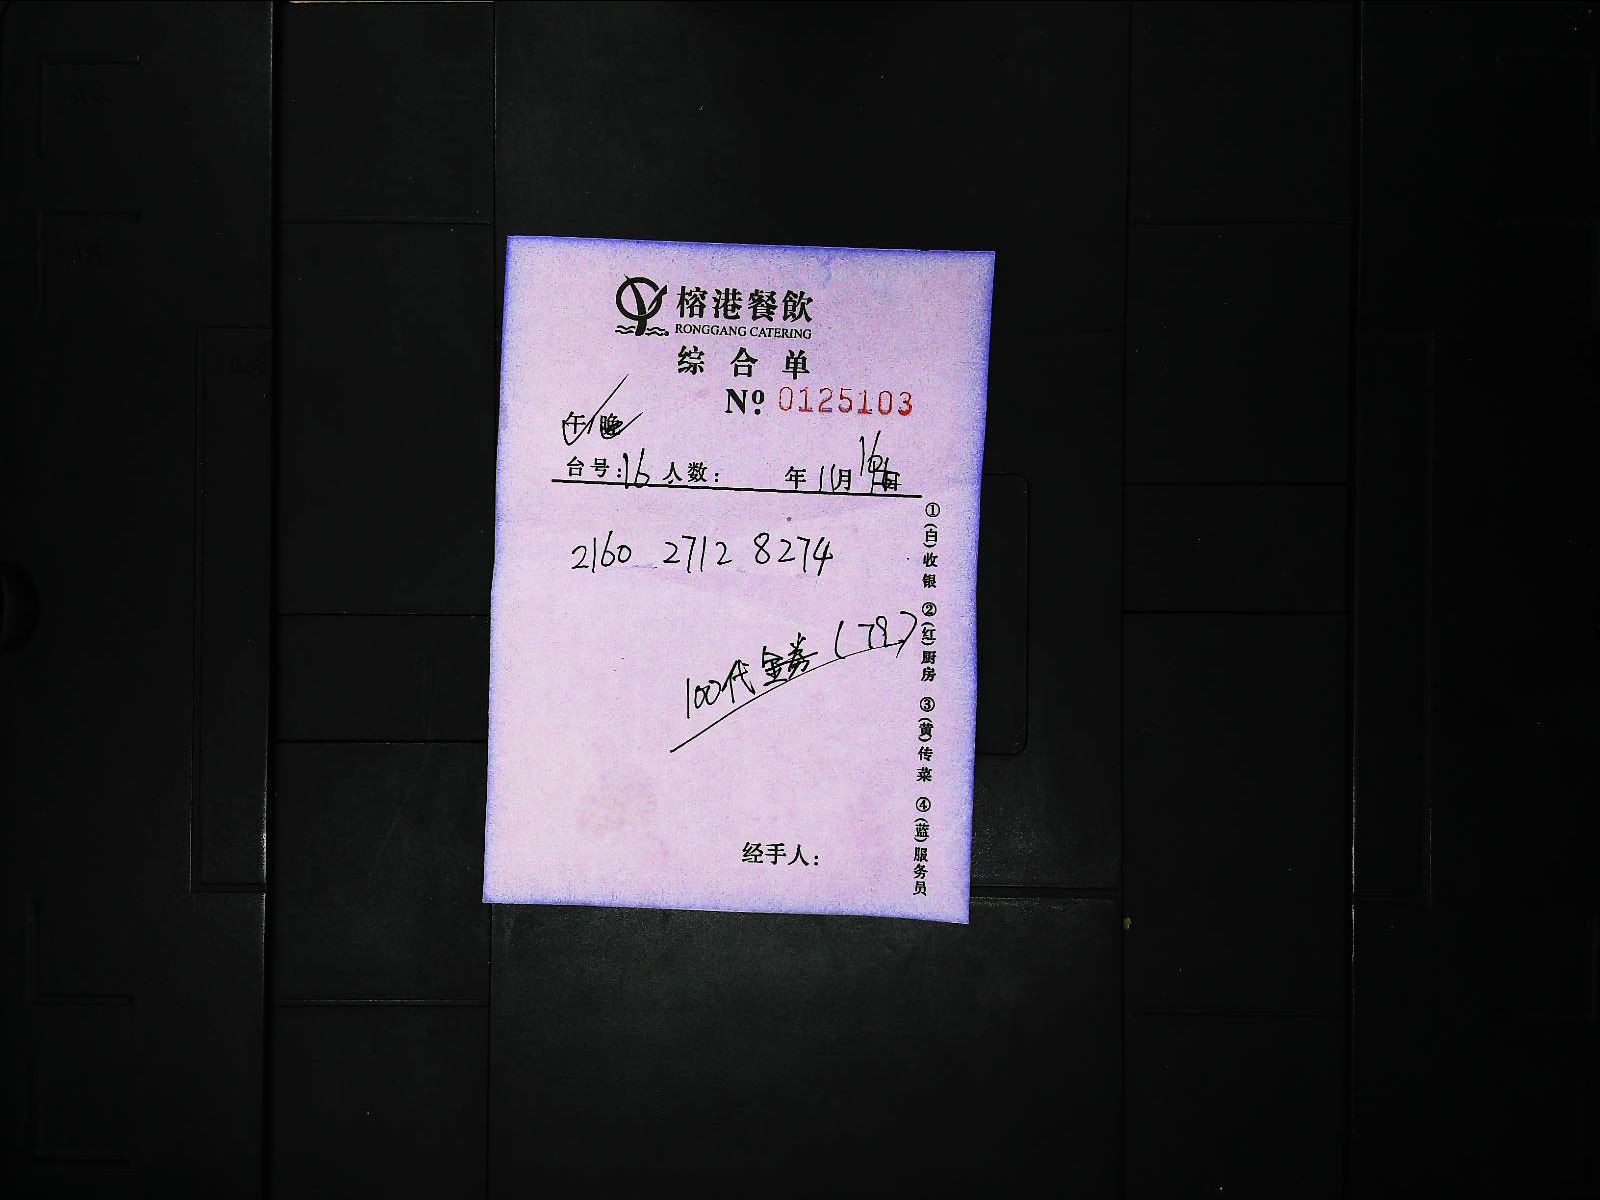 榕港餐飲
RONGGANG CATERING
综合单
Nº 0125103
午/晚
台号:16 人数: 年11月16日
2160 2712 8274
100代金券(78)
经手人:
①(白)收银 ②(红)厨房 ③(黄)传菜 ④(蓝)服务员